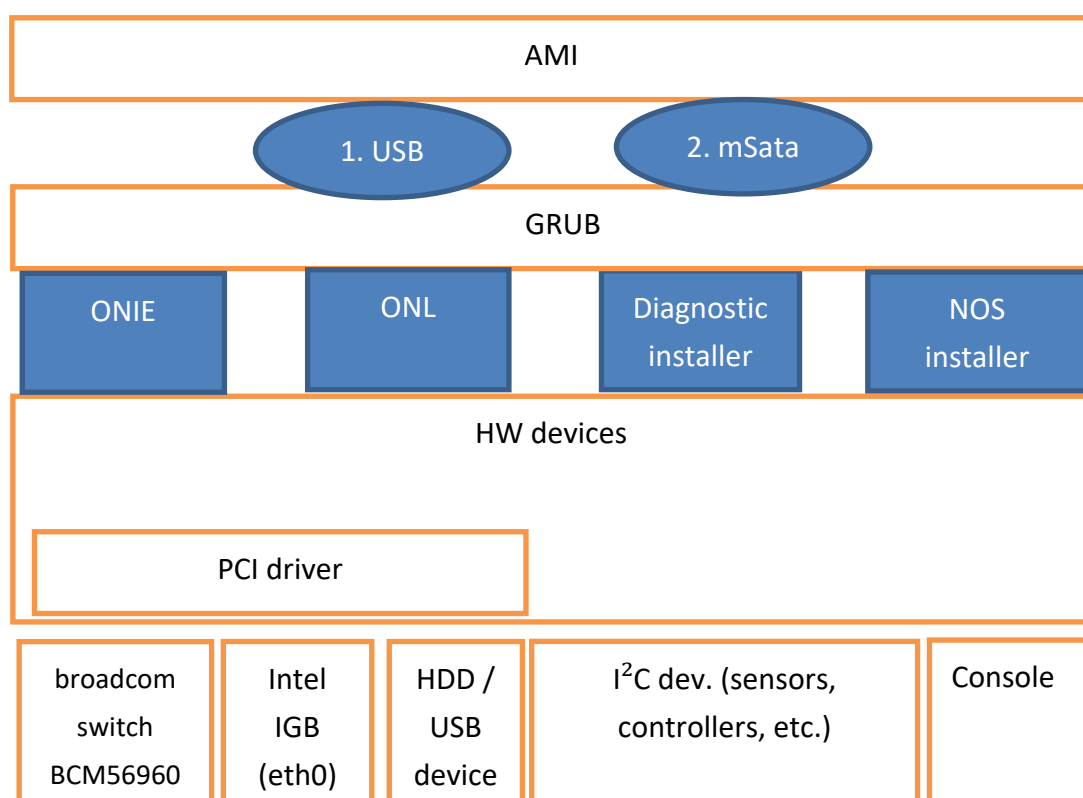 AMI
1. USB
2. mSata
GRUB
ONIE
ONL
Diagnostic
installer
NOS
installer
HW devices
PCI driver
broadcom
switch
BCM56960
Intel
IGB
(eth0)
HDD /
USB
device
I²C dev. (sensors,
controllers, etc.)
Console